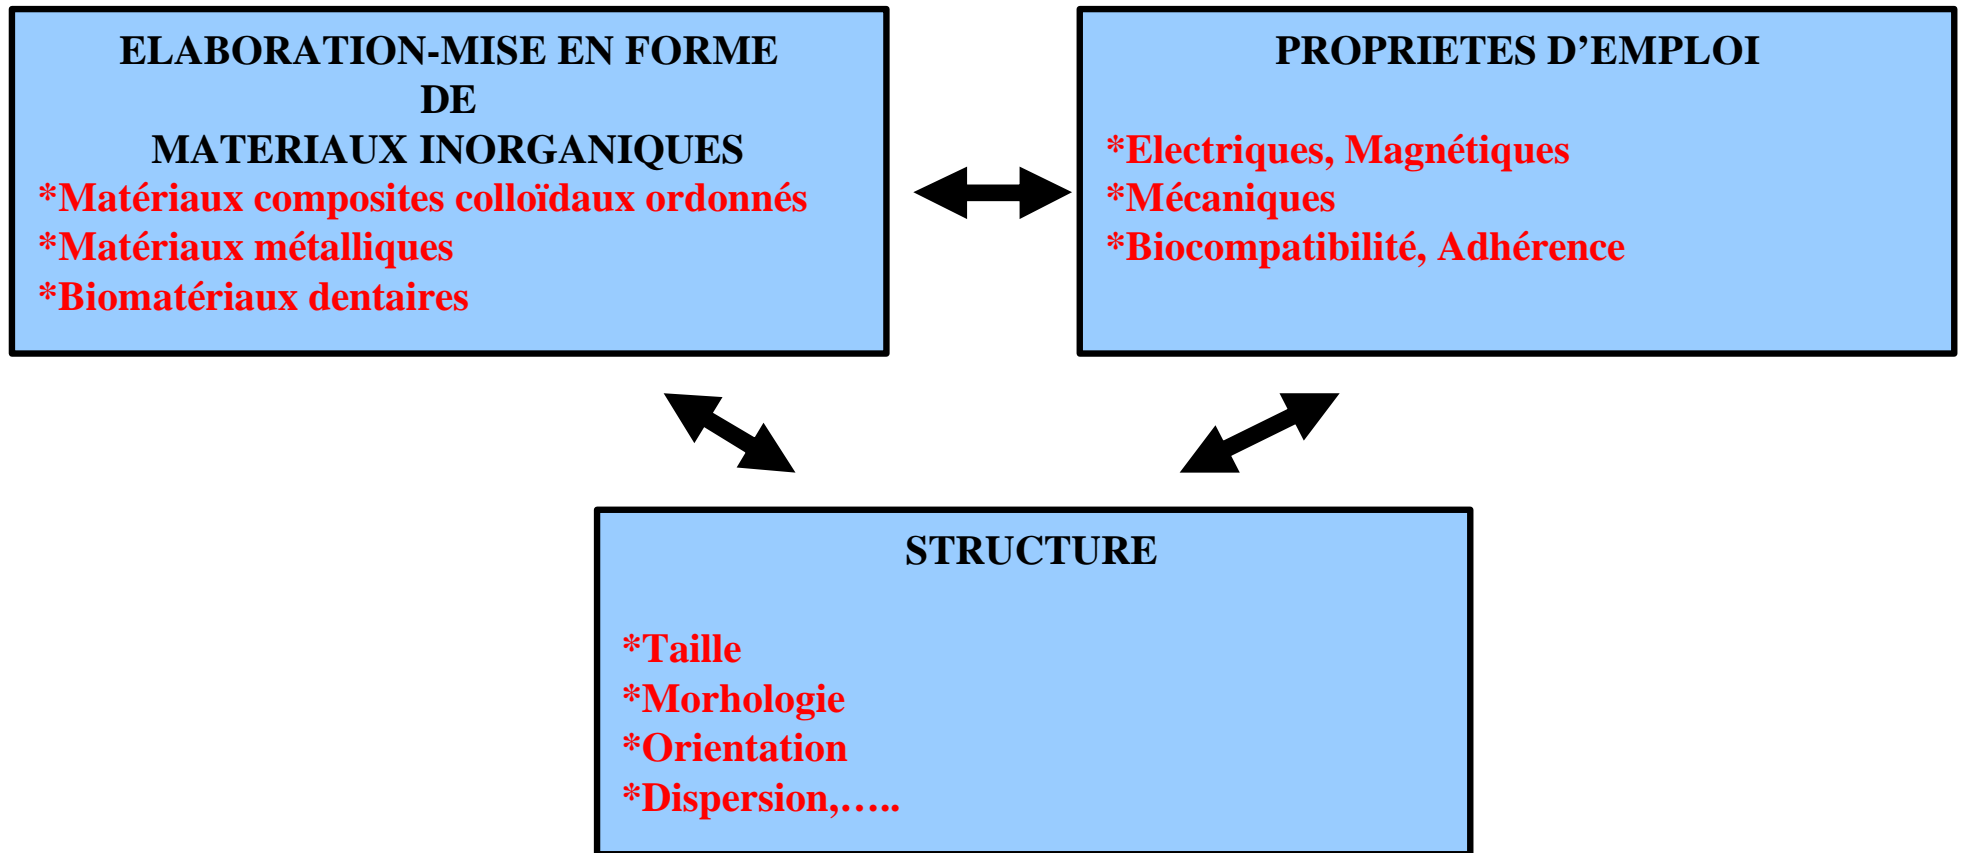 ELABORATION-MISE EN FORME
DE
MATERIAUX INORGANIQUES
*Matériaux composites colloïdaux ordonnés
*Matériaux métalliques
*Biomatériaux dentaires
PROPRIETES D'EMPLOI
*Electriques, Magnétiques
*Mécaniques
*Biocompatibilité, Adhérence
STRUCTURE
*Taille
*Morhologie
*Orientation
*Dispersion,…..